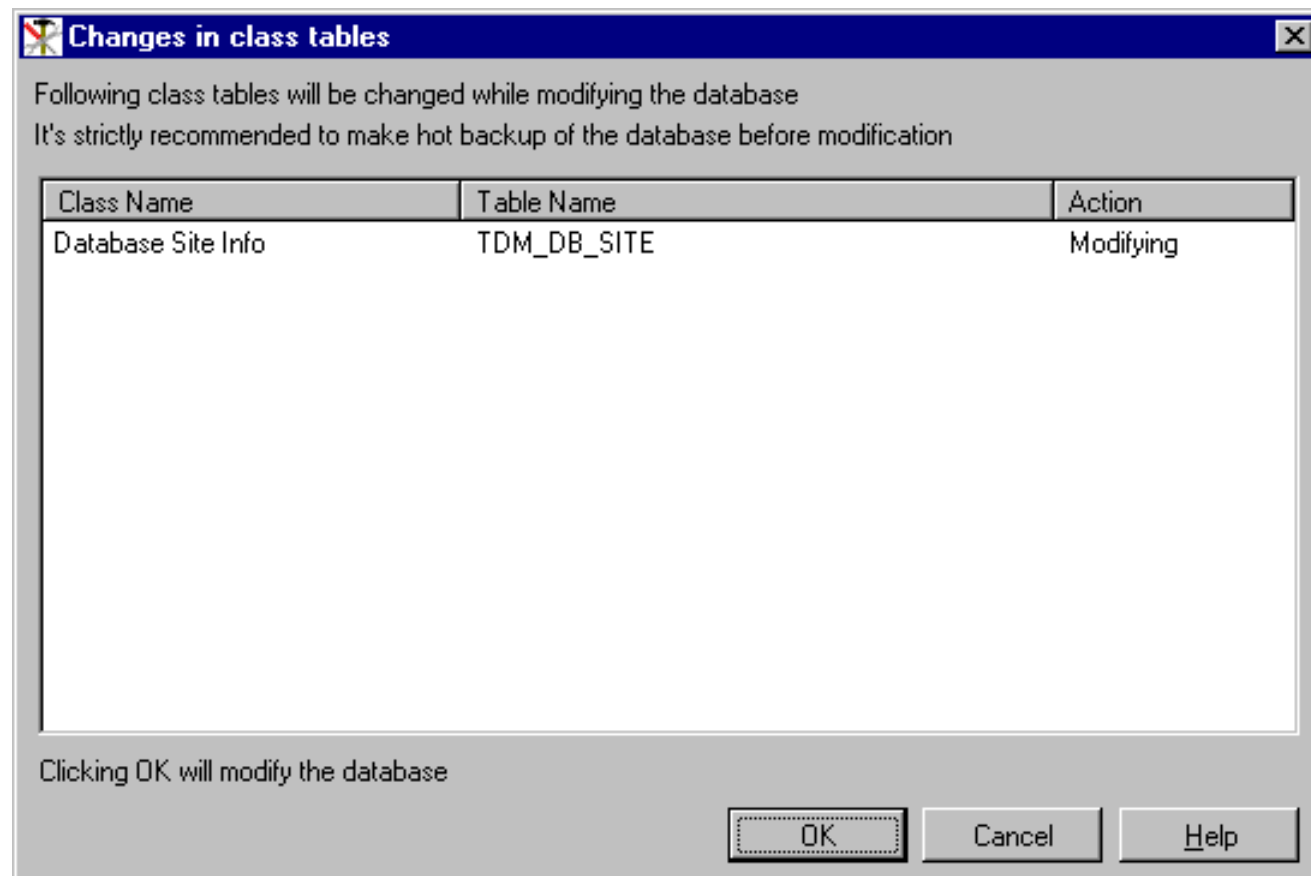 Changes in class tables
Following class tables will be changed while modifying the database
It's strictly recommended to make hot backup of the database before modification
Class Name Table Name Action
Database Site Info TDM_DB_SITE Modifying
Clicking OK will modify the database
OK Cancel Help